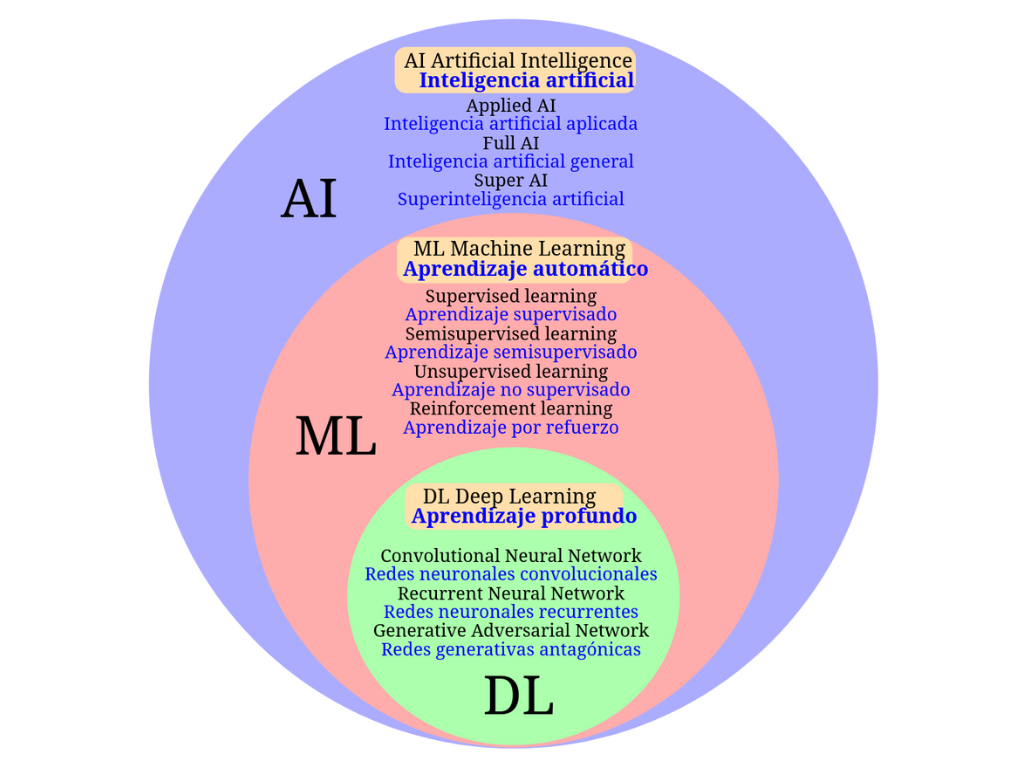 AI Artificial Intelligence
Inteligencia artificial
Applied AI
Inteligencia artificial aplicada
Full AI
Inteligencia artificial general
Super AI
Superinteligencia artificial
AI
ML Machine Learning
Aprendizaje automático
Supervised learning
Aprendizaje supervisado
Semisupervised learning
Aprendizaje semisupervisado
Unsupervised learning
Aprendizaje no supervisado
Reinforcement learning
Aprendizaje por refuerzo
ML
DL Deep Learning
Aprendizaje profundo
Convolutional Neural Network
Redes neuronales convolucionales
Recurrent Neural Network
Redes neuronales recurrentes
Generative Adversarial Network
Redes generativas antagónicas
DL